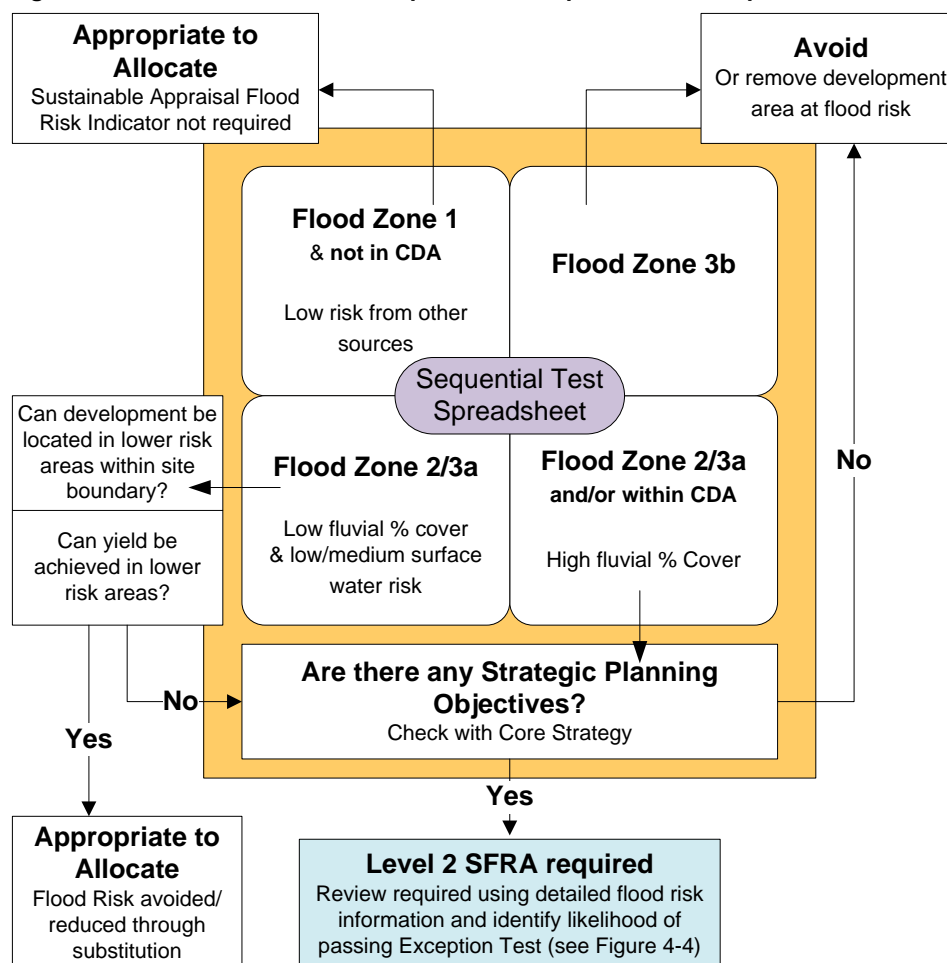 Appropriate to
Allocate
Sustainable Appraisal Flood
Risk Indicator not required
Avoid
Or remove development
area at flood risk
Flood Zone 1
& not in CDA
Low risk from other
sources
Flood Zone 3b
Sequential Test
Spreadsheet
Can development be
located in lower risk
areas within site
boundary?
Can yield be
achieved in lower
risk areas?
Flood Zone 2/3a
Low fluvial % cover
& low/medium surface
water risk
Flood Zone 2/3a
and/or within CDA
High fluvial % Cover
No
Are there any Strategic Planning
Objectives?
Check with Core Strategy
No
Yes
Yes
Appropriate to
Allocate
Flood Risk avoided/
reduced through
substitution
Level 2 SFRA required
Review required using detailed flood risk
information and identify likelihood of
passing Exception Test (see Figure 4-4)